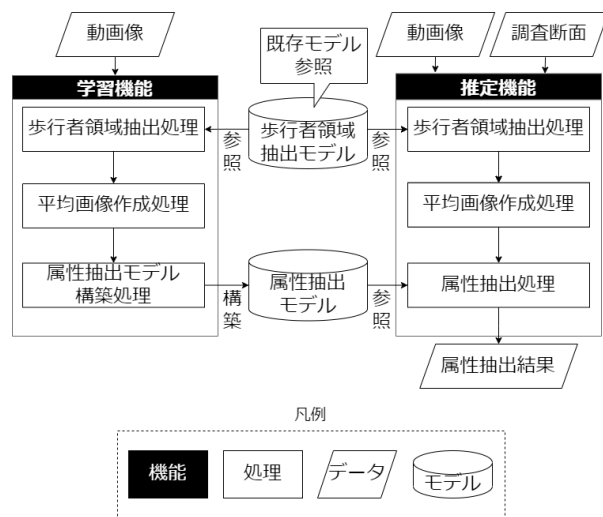 動画像
既存モデル
参照
動画像
調査断面
学習機能
推定機能
歩行者領域抽出処理
参照
歩行者領域
抽出モデル
参照
歩行者領域抽出処理
平均画像作成処理
平均画像作成処理
属性抽出モデル
構築処理
構築
属性抽出
モデル
参照
属性抽出処理
属性抽出結果
凡例
機能
処理
データ
モデル